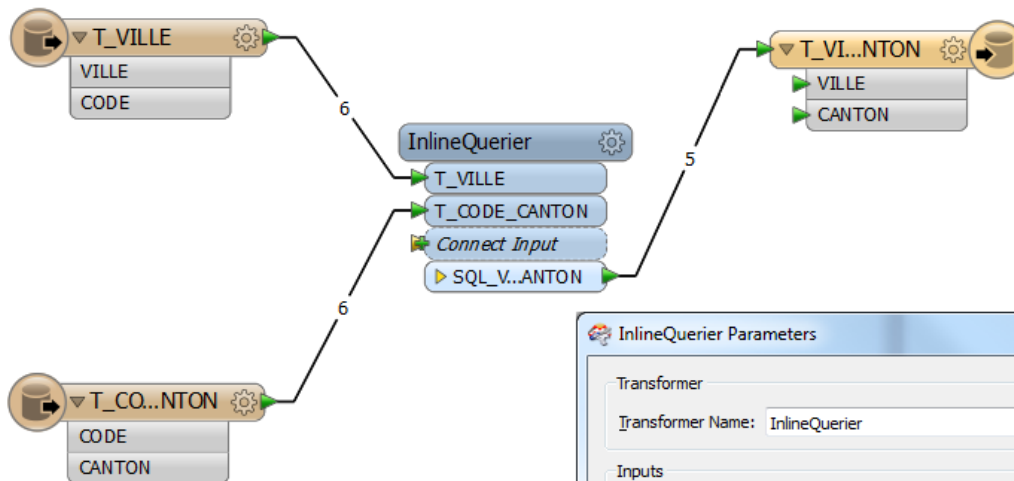 T_VILLE
VILLE
CODE
6
InlineQuerier
T_VILLE
T_CODE_CANTON
Connect Input
SQL_V...ANTON
5
T_VI...NTON
VILLE
CANTON
6
T_CO...NTON
CODE
CANTON
InlineQuerier Parameters
Transformer
Transformer Name: InlineQuerier
Inputs